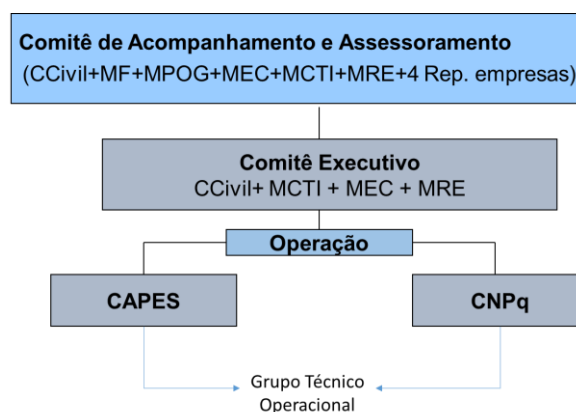 Comitê de Acompanhamento e Assessoramento
(CCivil+MF+MPOG+MEC+MCTI+MRE+4 Rep. empresas)
Comitê Executivo
CCivil+ MCTI + MEC + MRE
Operação
CAPES
CNPq
Grupo Técnico
Operacional